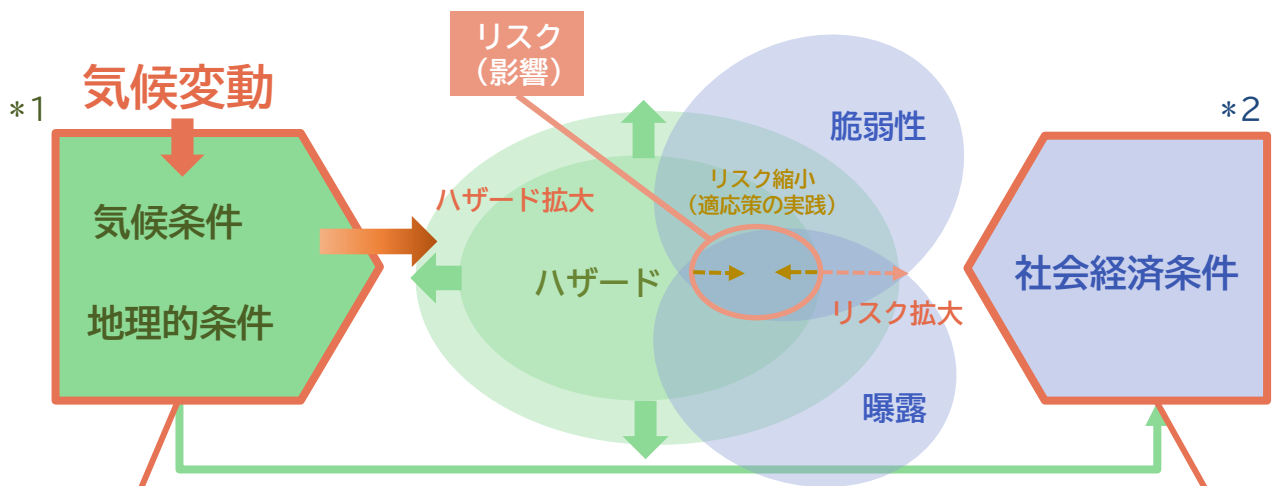 リスク
（影響）
気候変動
*1
*2
脆弱性
リスク縮小
（適応策の実践）
ハザード拡大
気候条件
ハザード
社会経済条件
地理的条件
リスク拡大
曝露